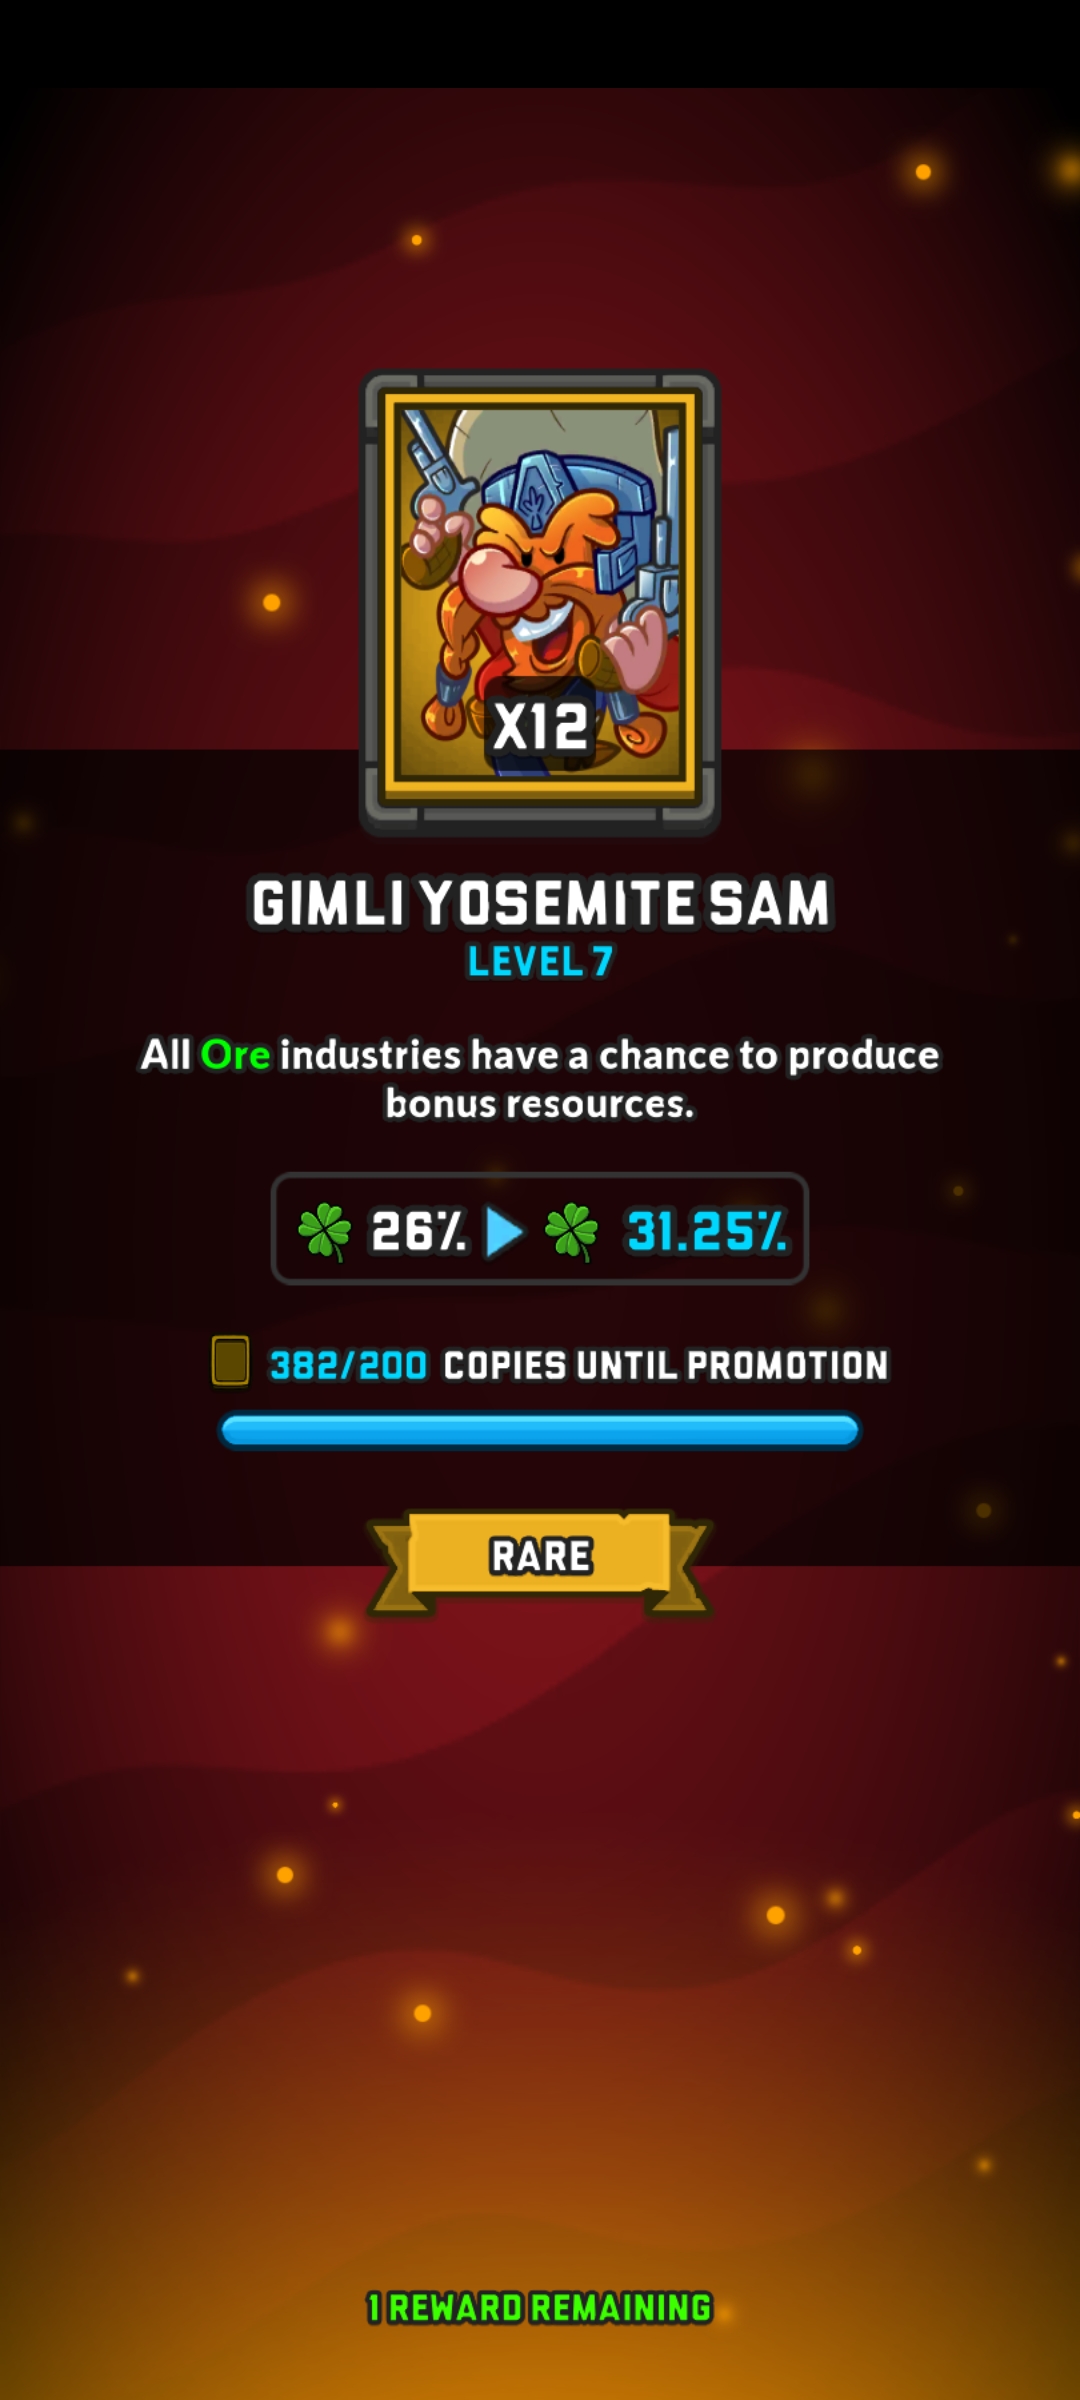 X12
GIMLI YOSEMITE SAM
LEVEL 7
All Ore industries have a chance to produce
bonus resources.
26% 31.25%
382/200 COPIES UNTIL PROMOTION
RARE
1 REWARD REMAINING